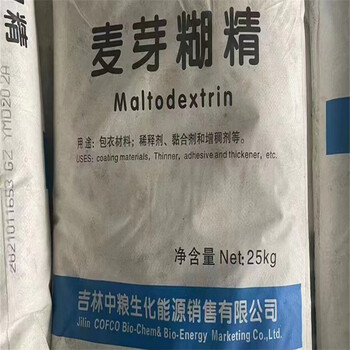 麦芽糊精
Maltodextrin
用途：包衣材料；稀释剂、黏合剂和增稠剂等。
USES: coating materials, Thinner, adhesive and thickener, etc.
净含量 Net: 25kg
吉林中粮生化能源销售有限公司
Jilin COFCO Bio-Chem& Bio-Energy Marketing Co.,Ltd.
精